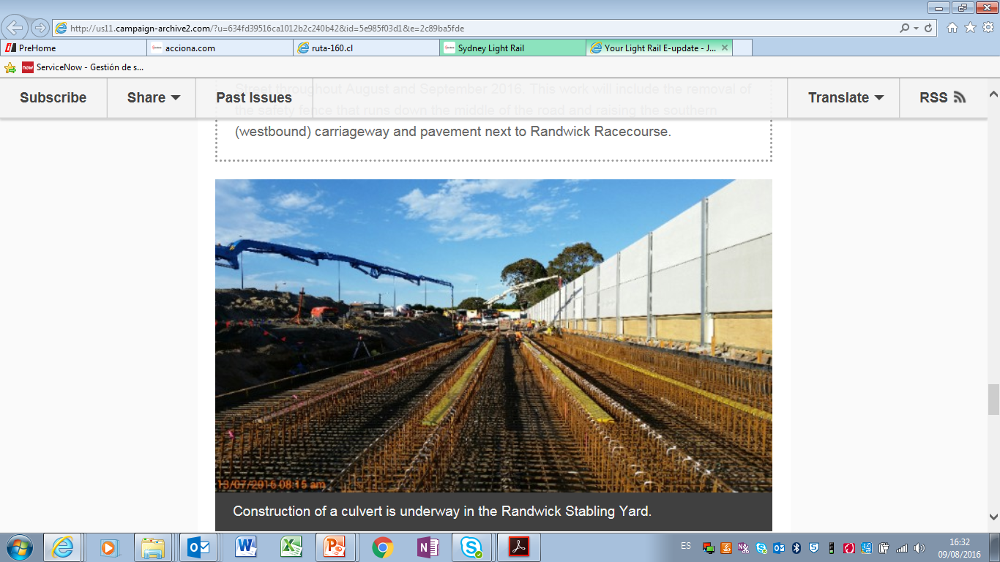 http://us11.campaign-archive2.com/?u=634fd39516ca1012b2c240b42&id=5e985f03d1&e=2c89ba5fde
PreHome
acciona.com
ruta-160.cl
Sydney Light Rail
Your Light Rail E-update - J...
ServiceNow - Gestión de s...
Subscribe
Share
Past Issues
Translate
RSS
Street throughout August and September 2016. This work will include the removal of
the safety fence that runs down the middle of the road and raising the southern
(westbound) carriageway and pavement next to Randwick Racecourse.
13/07/2016 08:15 am
Construction of a culvert is underway in the Randwick Stabling Yard.
ES
16:32
09/08/2016